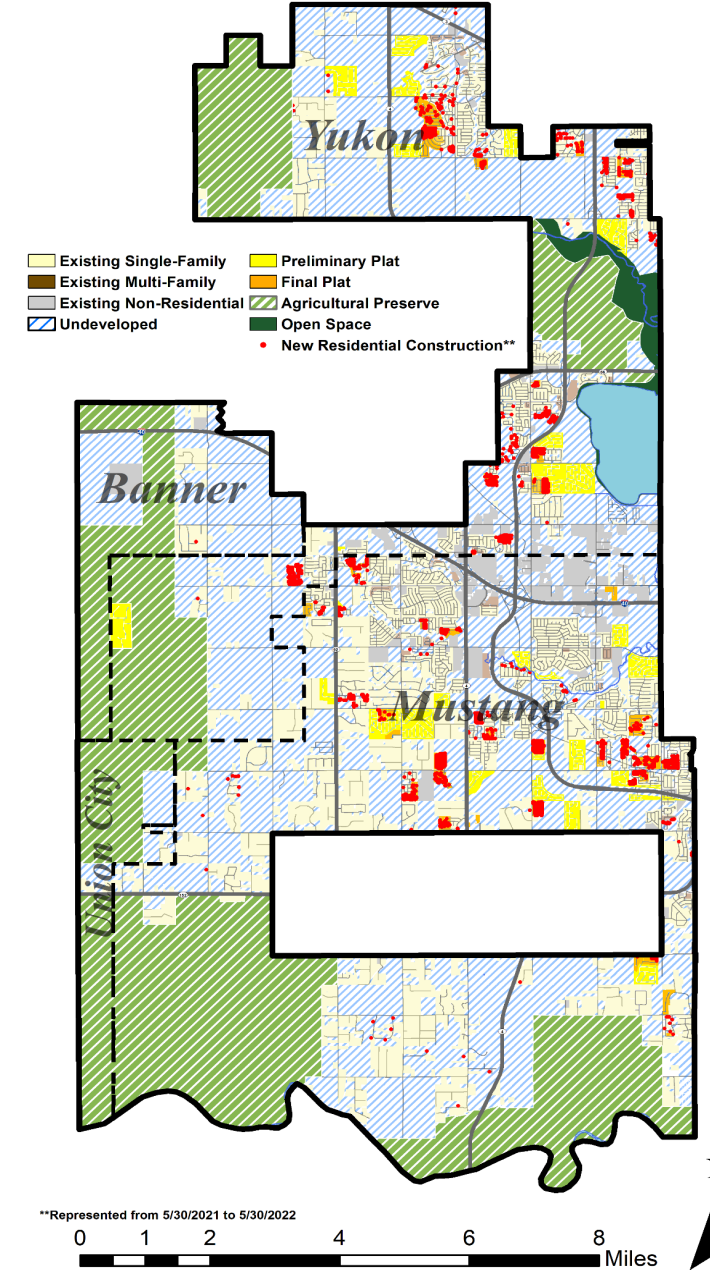 Yukon
Existing Single-Family
Existing Multi-Family
Existing Non-Residential
Undeveloped
Preliminary Plat
Final Plat
Agricultural Preserve
Open Space
New Residential Construction**
Banner
Mustang
Union City
**Represented from 5/30/2021 to 5/30/2022
0 1 2 4 6 8 Miles